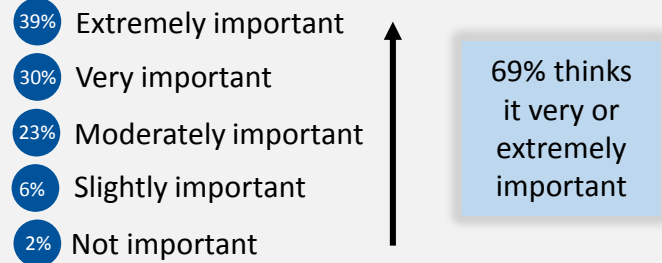 39% Extremely important
30% Very important
23% Moderately important
6% Slightly important
2% Not important
69% thinks
it very or
extremely
important